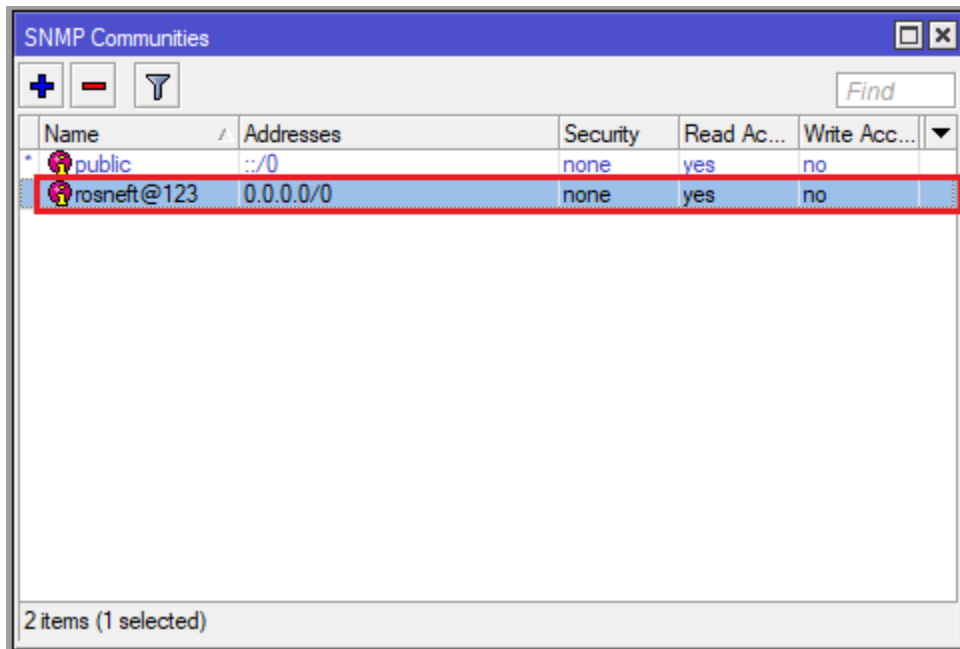 SNMP Communities
Find
Name Addresses Security Read Ac... Write Acc...
* public ::/0 none yes no
rosneft@123 0.0.0.0/0 none yes no
2 items (1 selected)